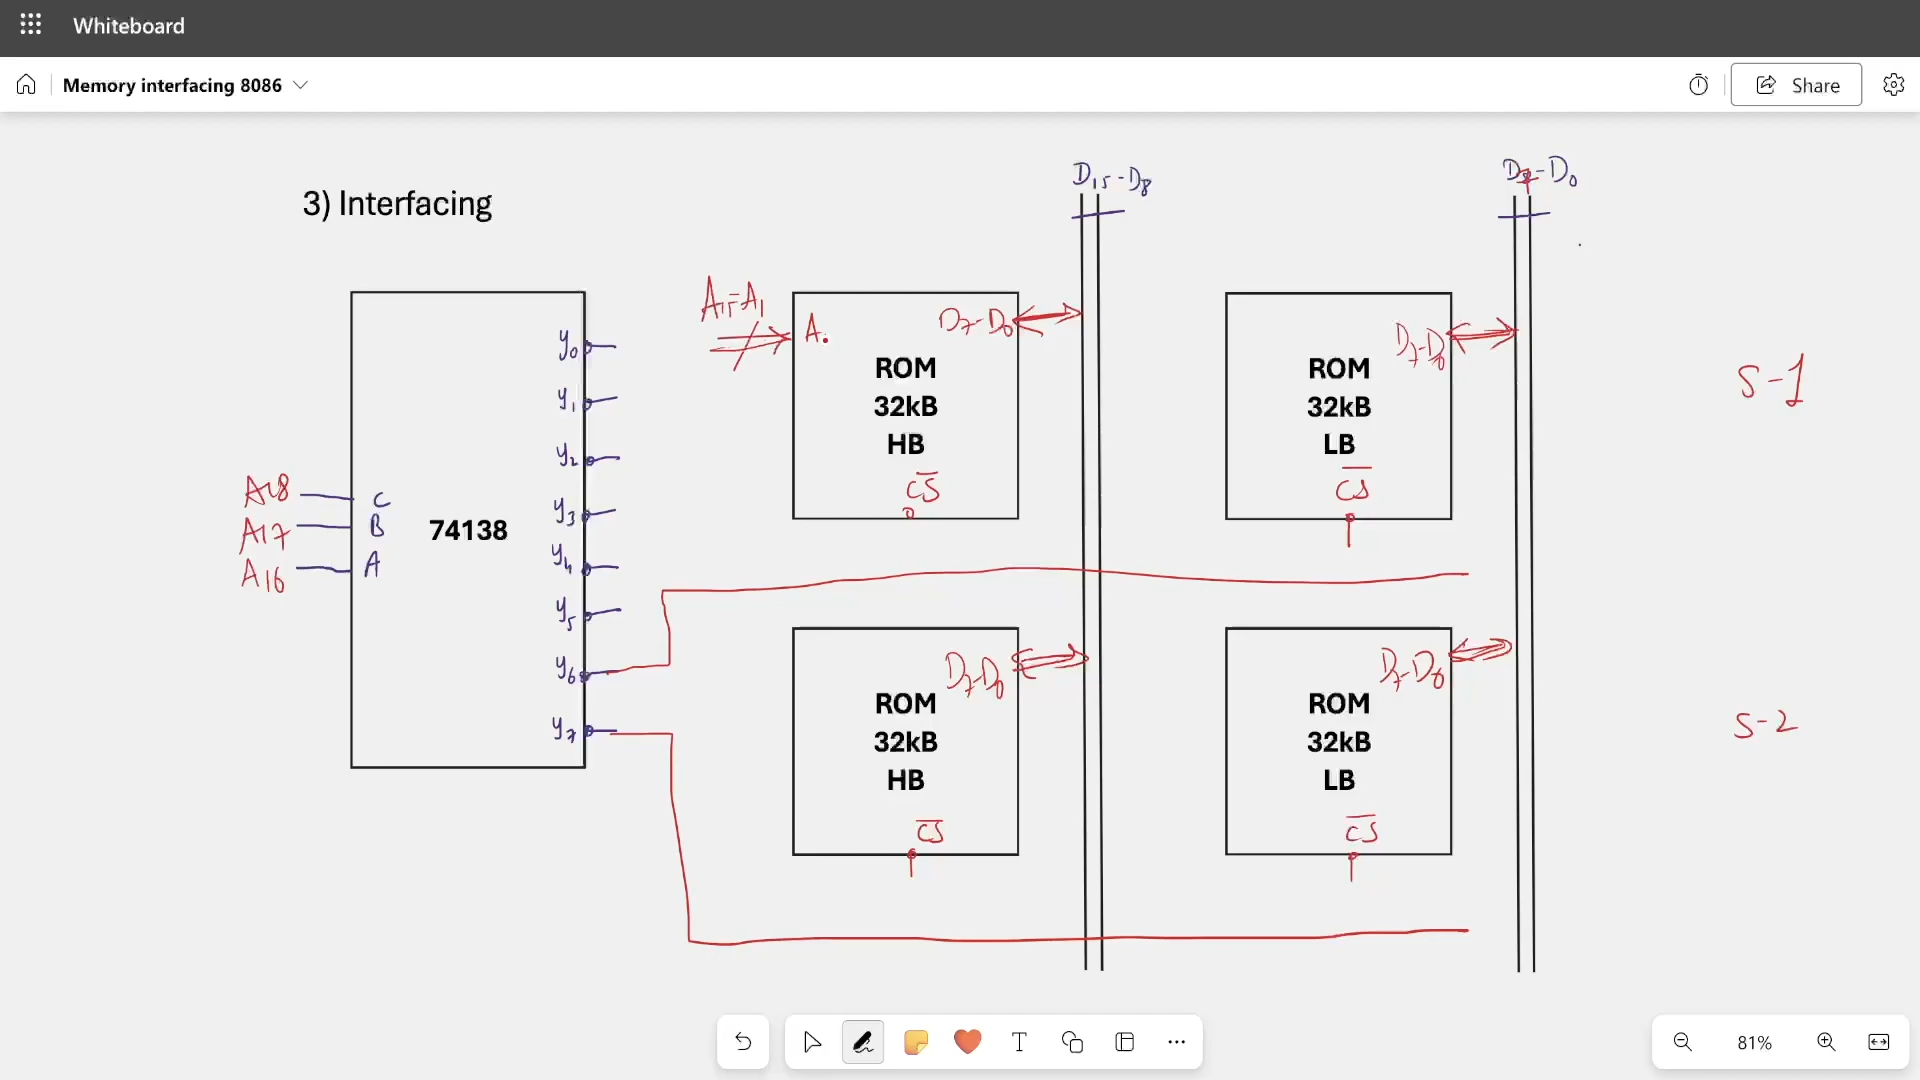 Whiteboard
Memory interfacing 8086
Share
3) Interfacing
D15-D8
D7-D0
A15-A1
A.
D7-D0
ROM
32kB
HB
CS
D7-D0
ROM
32kB
LB
CS
S-1
y0
y1
y2
y3
y4
y5
y6
y7
A18
A17
A16
C
B
A
74138
D7-D0
ROM
32kB
HB
CS
D7-D0
ROM
32kB
LB
CS
S-2
81%